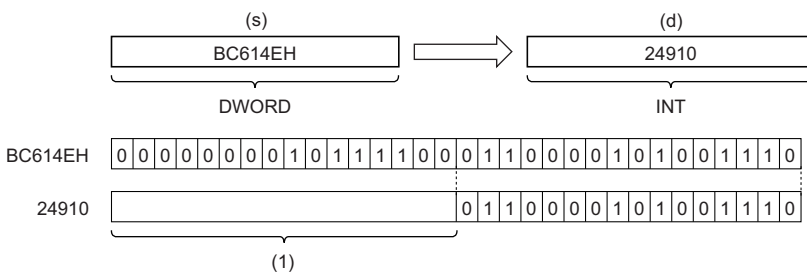 (s) (d)
BC614EH 24910
DWORD INT
BC614EH 0 0 0 0 0 0 0 0 1 0 1 1 1 1 0 0 0 1 1 0 0 0 0 1 0 1 0 0 1 1 1 0
24910 0 1 1 0 0 0 0 1 0 1 0 0 1 1 1 0
(1)